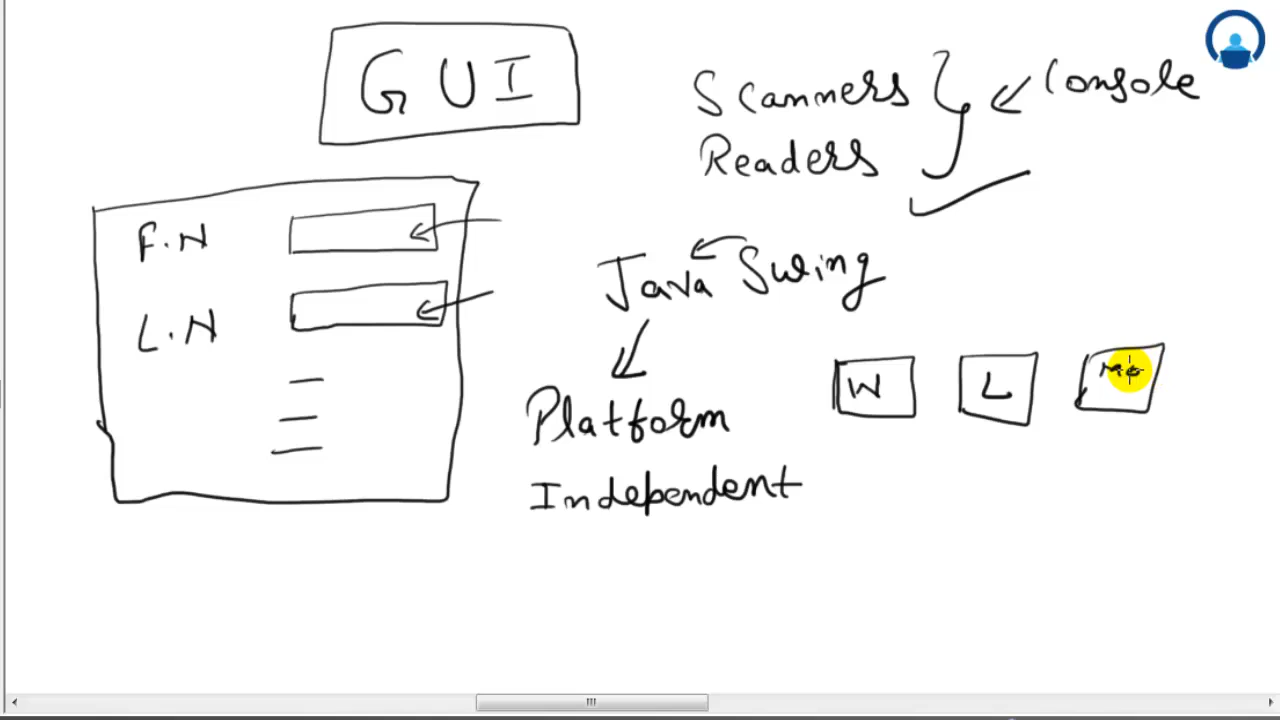 GUI
Scanners
Console
Readers
F.N
L.N
Java Swing
Platform
Independent
W
L